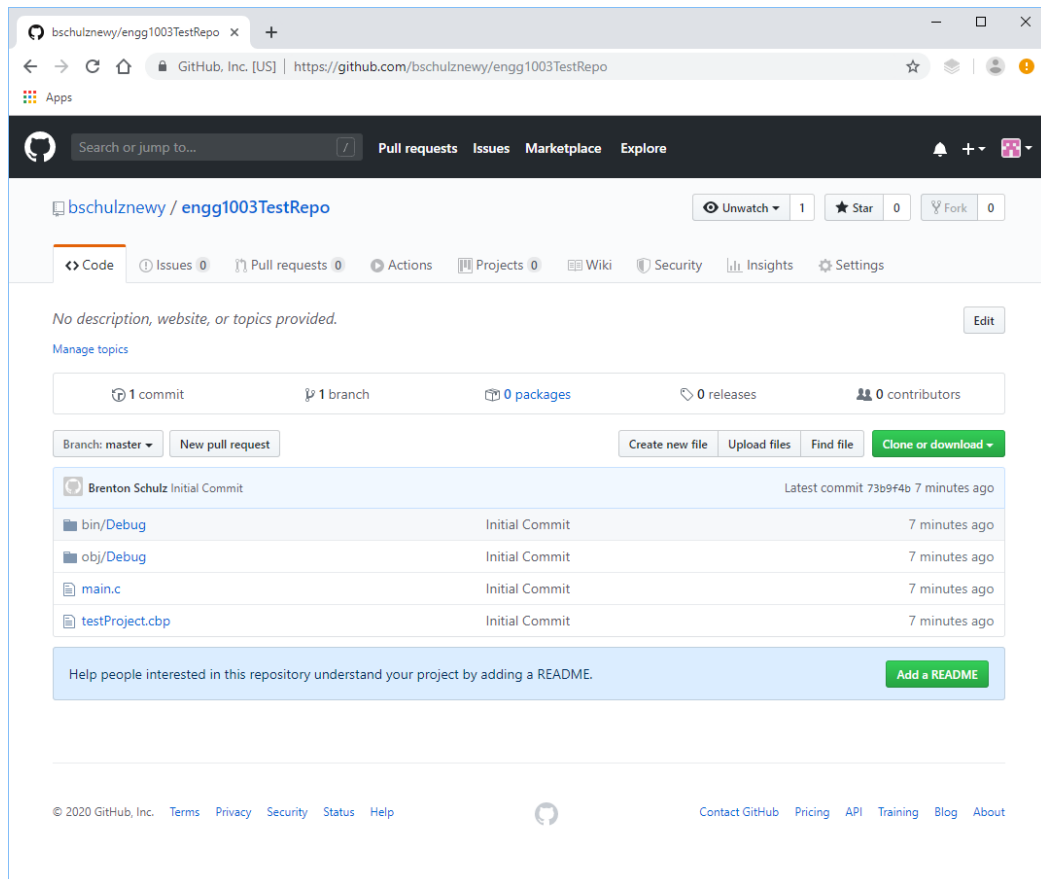 bschulznewy/engg1003TestRepo
GitHub, Inc. [US] | https://github.com/bschulznewy/engg1003TestRepo
Apps
Search or jump to... / Pull requests Issues Marketplace Explore
bschulznewy / engg1003TestRepo Unwatch 1 Star 0 Fork 0
Code Issues 0 Pull requests 0 Actions Projects 0 Wiki Security Insights Settings
No description, website, or topics provided. Edit
Manage topics
1 commit 1 branch 0 packages 0 releases 0 contributors
Branch: master New pull request Create new file Upload files Find file Clone or download
Brenton Schulz Initial Commit Latest commit 73b9f4b 7 minutes ago
bin/Debug Initial Commit 7 minutes ago
obj/Debug Initial Commit 7 minutes ago
main.c Initial Commit 7 minutes ago
testProject.cbp Initial Commit 7 minutes ago
Help people interested in this repository understand your project by adding a README. Add a README
© 2020 GitHub, Inc. Terms Privacy Security Status Help Contact GitHub Pricing API Training Blog About